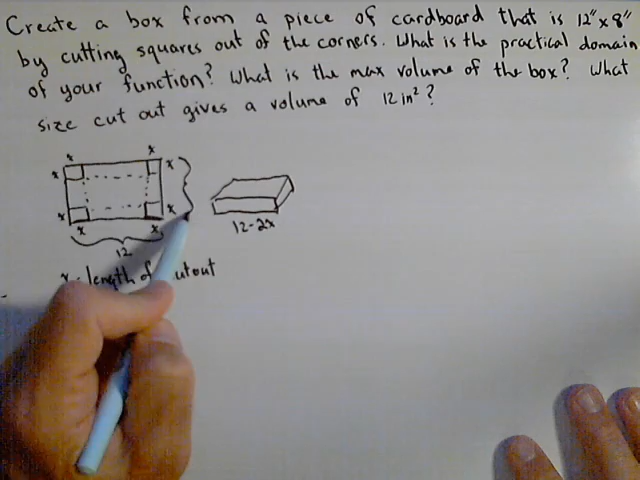 Create a box from a piece of cardboard that is 12" x 8"
by cutting squares out of the corners. What is the practical domain
of your function? What is the max volume of the box? What
size cut out gives a volume of 12 in²?
x x
x x
x x
x x
12
12-2x
x - length of utout